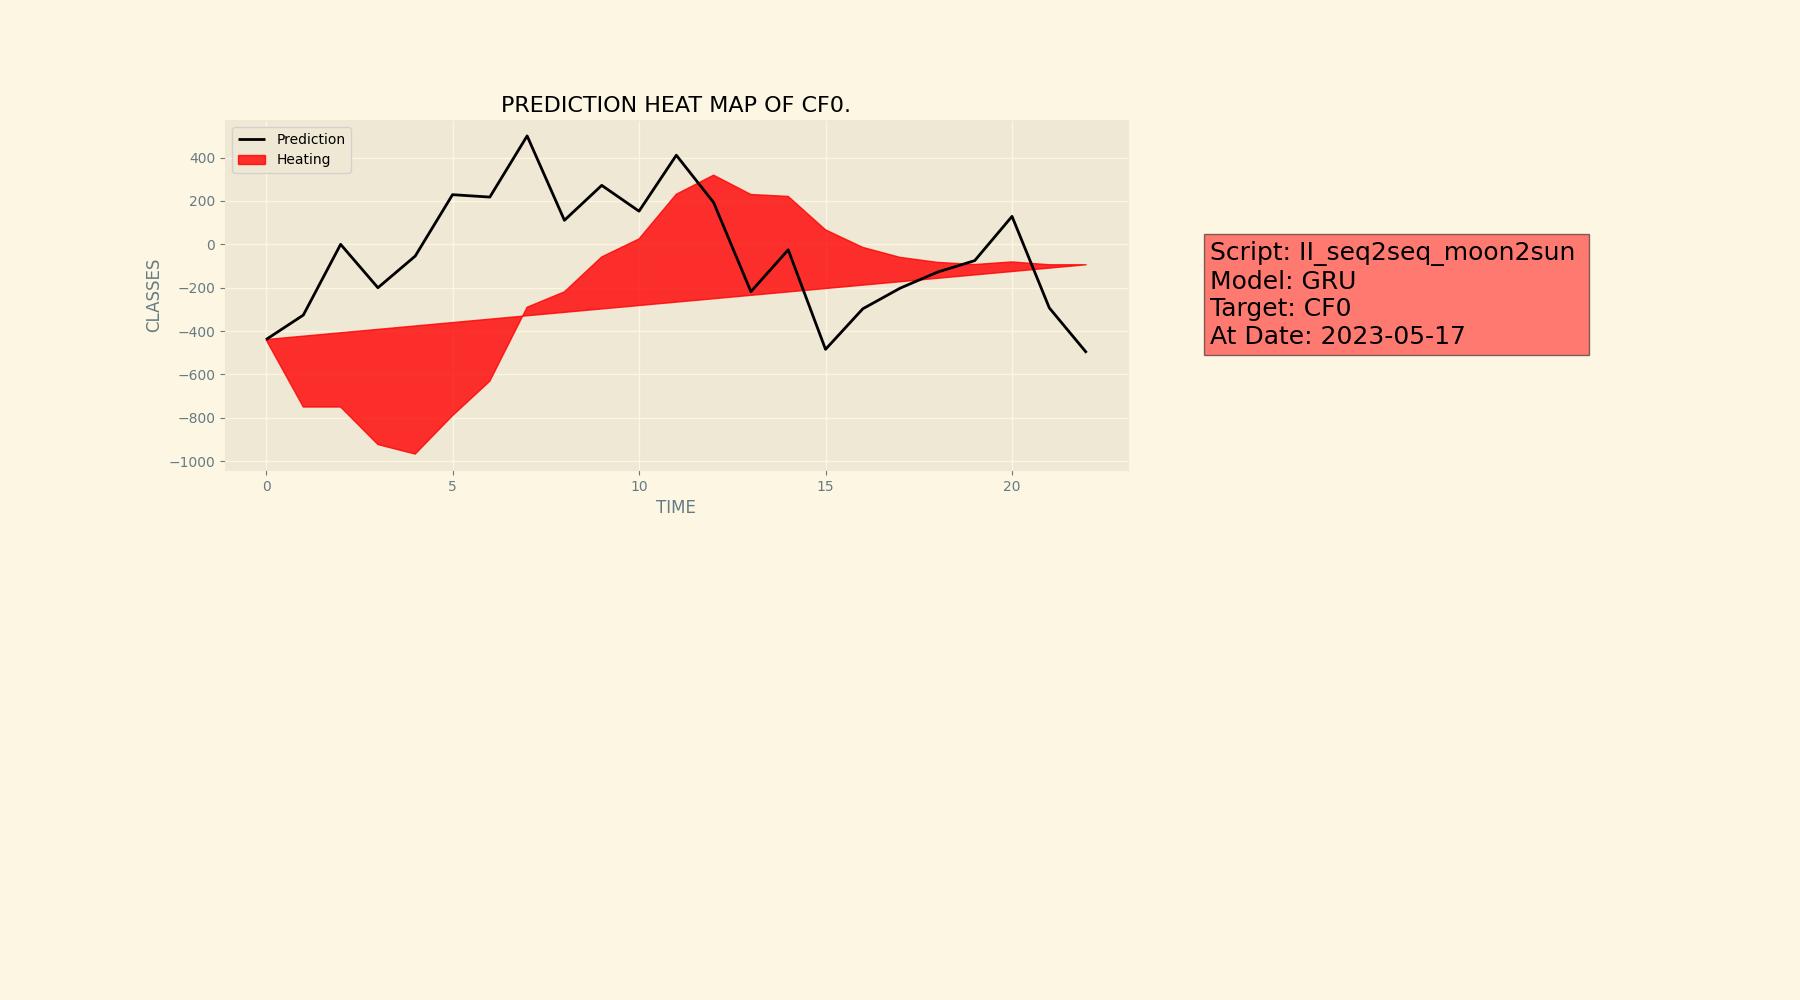 PREDICTION HEAT MAP OF CF0.
Prediction
Heating
400
200
0
−200
−400
−600
−800
−1000
CLASSES
0 5 10 15 20
TIME
Script: II_seq2seq_moon2sun
Model: GRU
Target: CF0
At Date: 2023-05-17